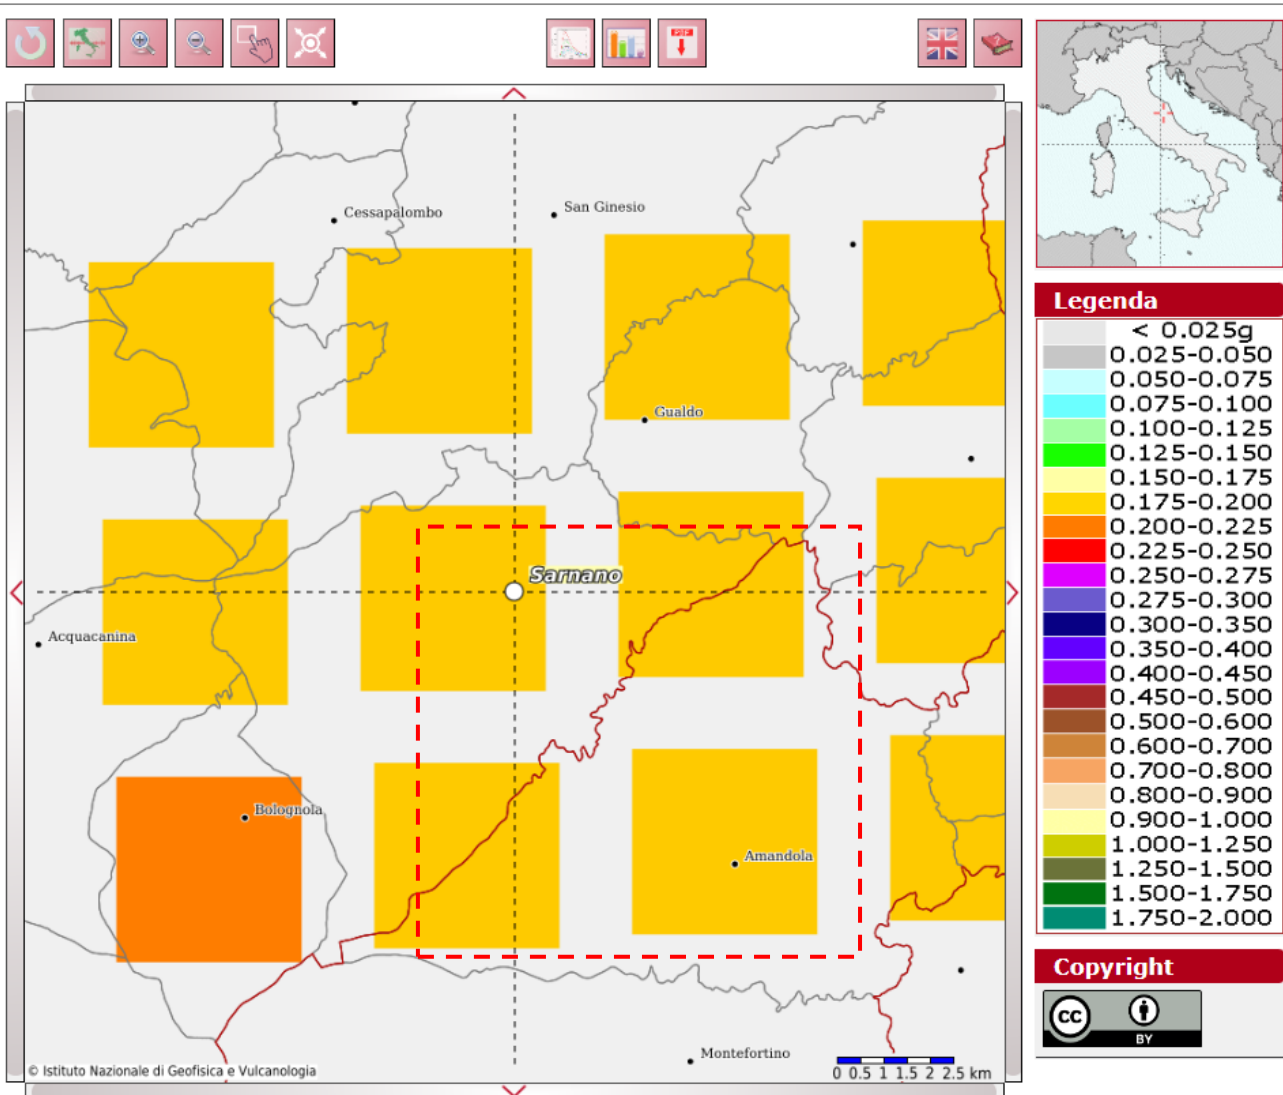 PDF
?
Cessapalombo
San Ginesio
Gualdo
Sarnano
Acquacanina
Bolognola
Amandola
Montefortino
© Istituto Nazionale di Geofisica e Vulcanologia
0 0.5 1 1.5 2 2.5 km
Legenda
< 0.025g
0.025-0.050
0.050-0.075
0.075-0.100
0.100-0.125
0.125-0.150
0.150-0.175
0.175-0.200
0.200-0.225
0.225-0.250
0.250-0.275
0.275-0.300
0.300-0.350
0.350-0.400
0.400-0.450
0.450-0.500
0.500-0.600
0.600-0.700
0.700-0.800
0.800-0.900
0.900-1.000
1.000-1.250
1.250-1.500
1.500-1.750
1.750-2.000
Copyright
cc
BY